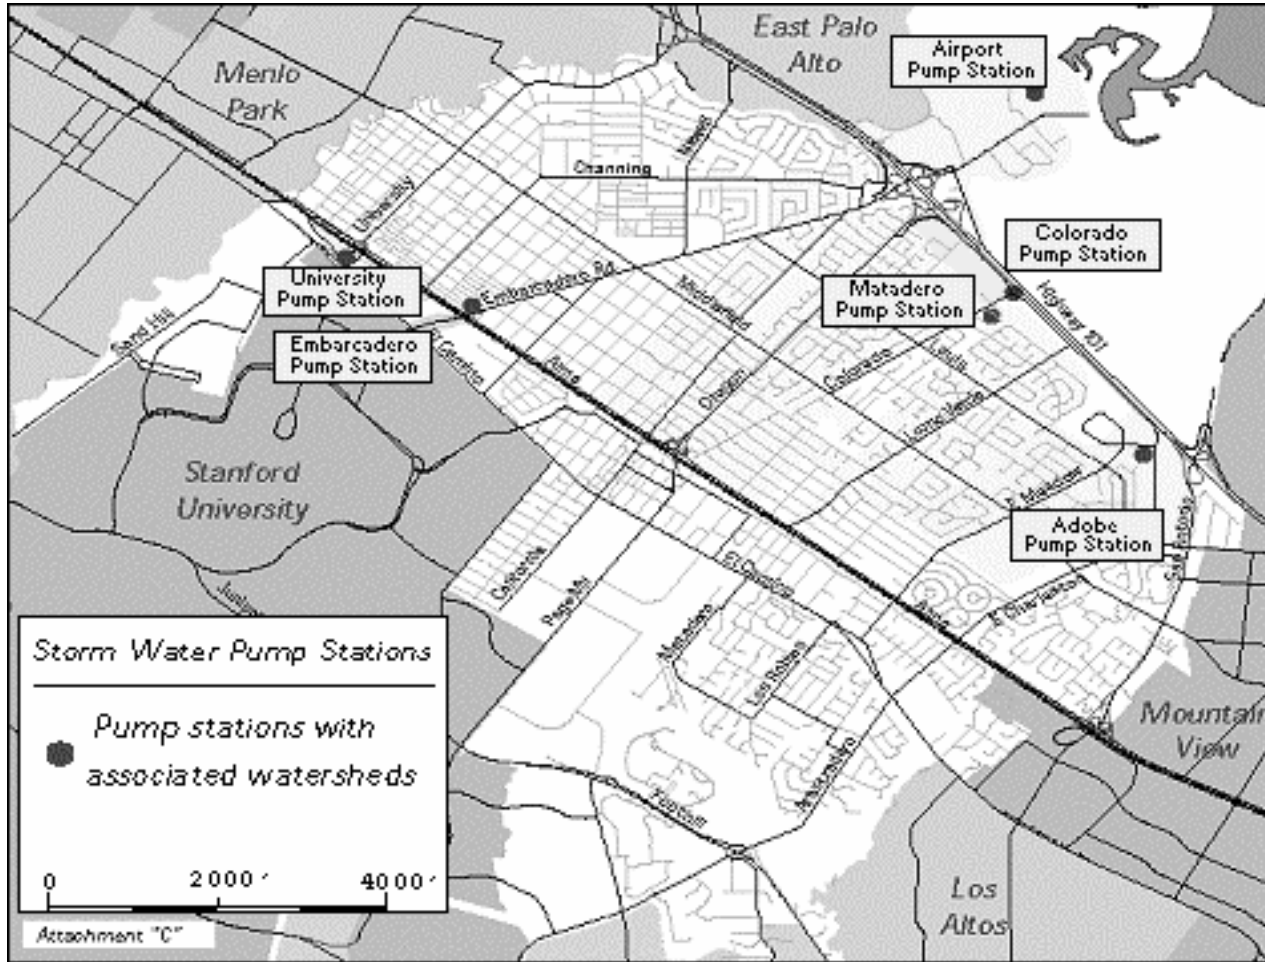 East Palo
Alto
Airport
Pump Station
Menlo
Park
Newell
Channing
University
Colorado
Pump Station
University
Pump Station
Embarcadero Rd
Middlefield
Matadero
Pump Station
Highway 101
Sand Hill
Embarcadero
Pump Station
El Camino
Alma
Oregon
Colorado
Louis
Loma Verde
Stanford
University
E Meadow
Adobe
Pump Station
San Antonio
California
Page Mill
El Camino
Alma
E Charleston
Matadero
Los Robles
Storm Water Pump Stations
Pump stations with
associated watersheds
Mountain
View
Arastradero
Foothill
0 2000' 4000'
Los
Altos
Attachment "C"